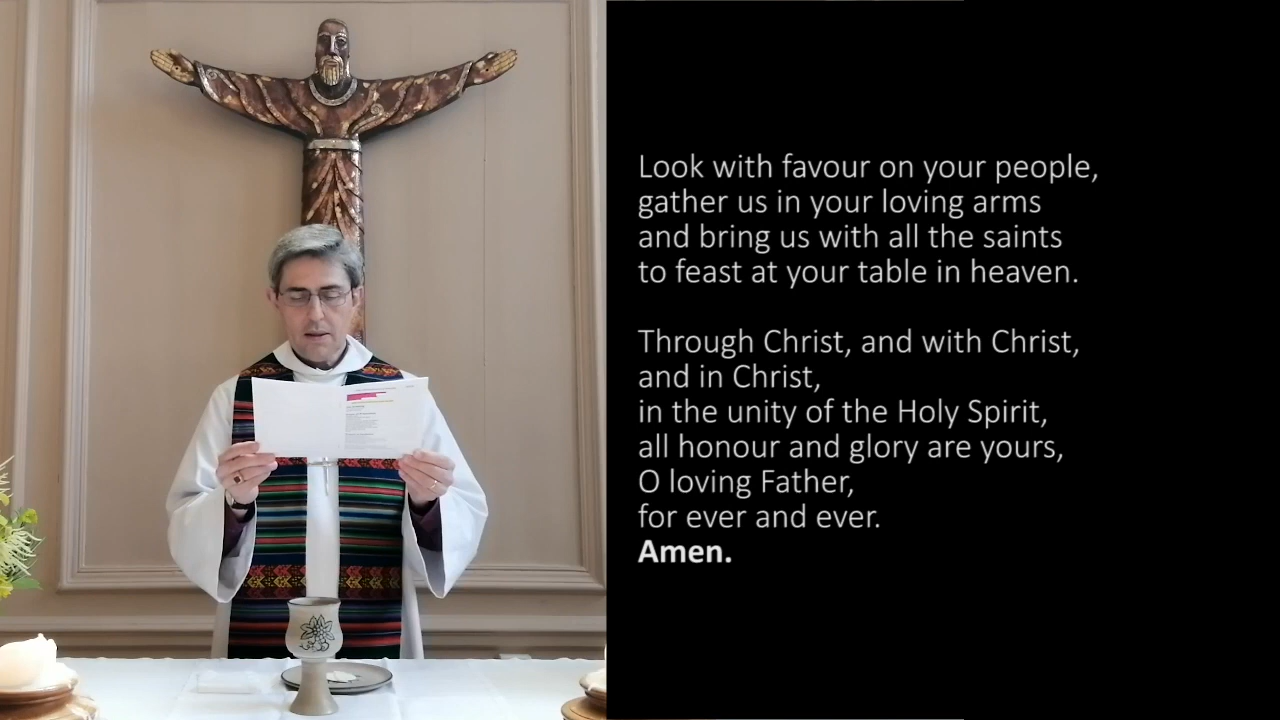 Look with favour on your people,
gather us in your loving arms
and bring us with all the saints
to feast at your table in heaven.
Through Christ, and with Christ,
and in Christ,
in the unity of the Holy Spirit,
all honour and glory are yours,
O loving Father,
for ever and ever.
Amen.